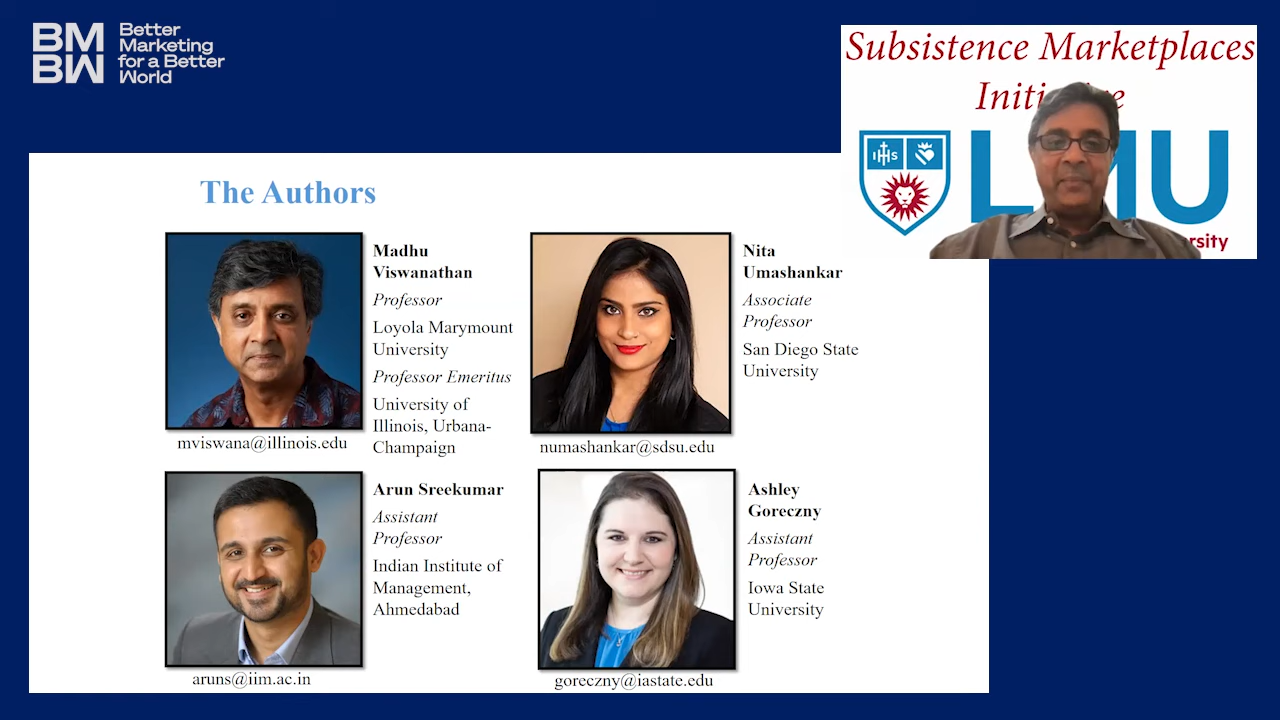 BM
BW
Better
Marketing
for a Better
World
Subsistence Marketplaces
IHS
The Authors
Madhu
Viswanathan
Professor
Loyola Marymount
University
Professor Emeritus
University of
Illinois, Urbana-
Champaign
mviswana@illinois.edu
Nita
Umashankar
Associate
Professor
San Diego State
University
numashankar@sdsu.edu
Arun Sreekumar
Assistant
Professor
Indian Institute of
Management,
Ahmedabad
aruns@iim.ac.in
Ashley
Goreczny
Assistant
Professor
Iowa State
University
goreczny@iastate.edu